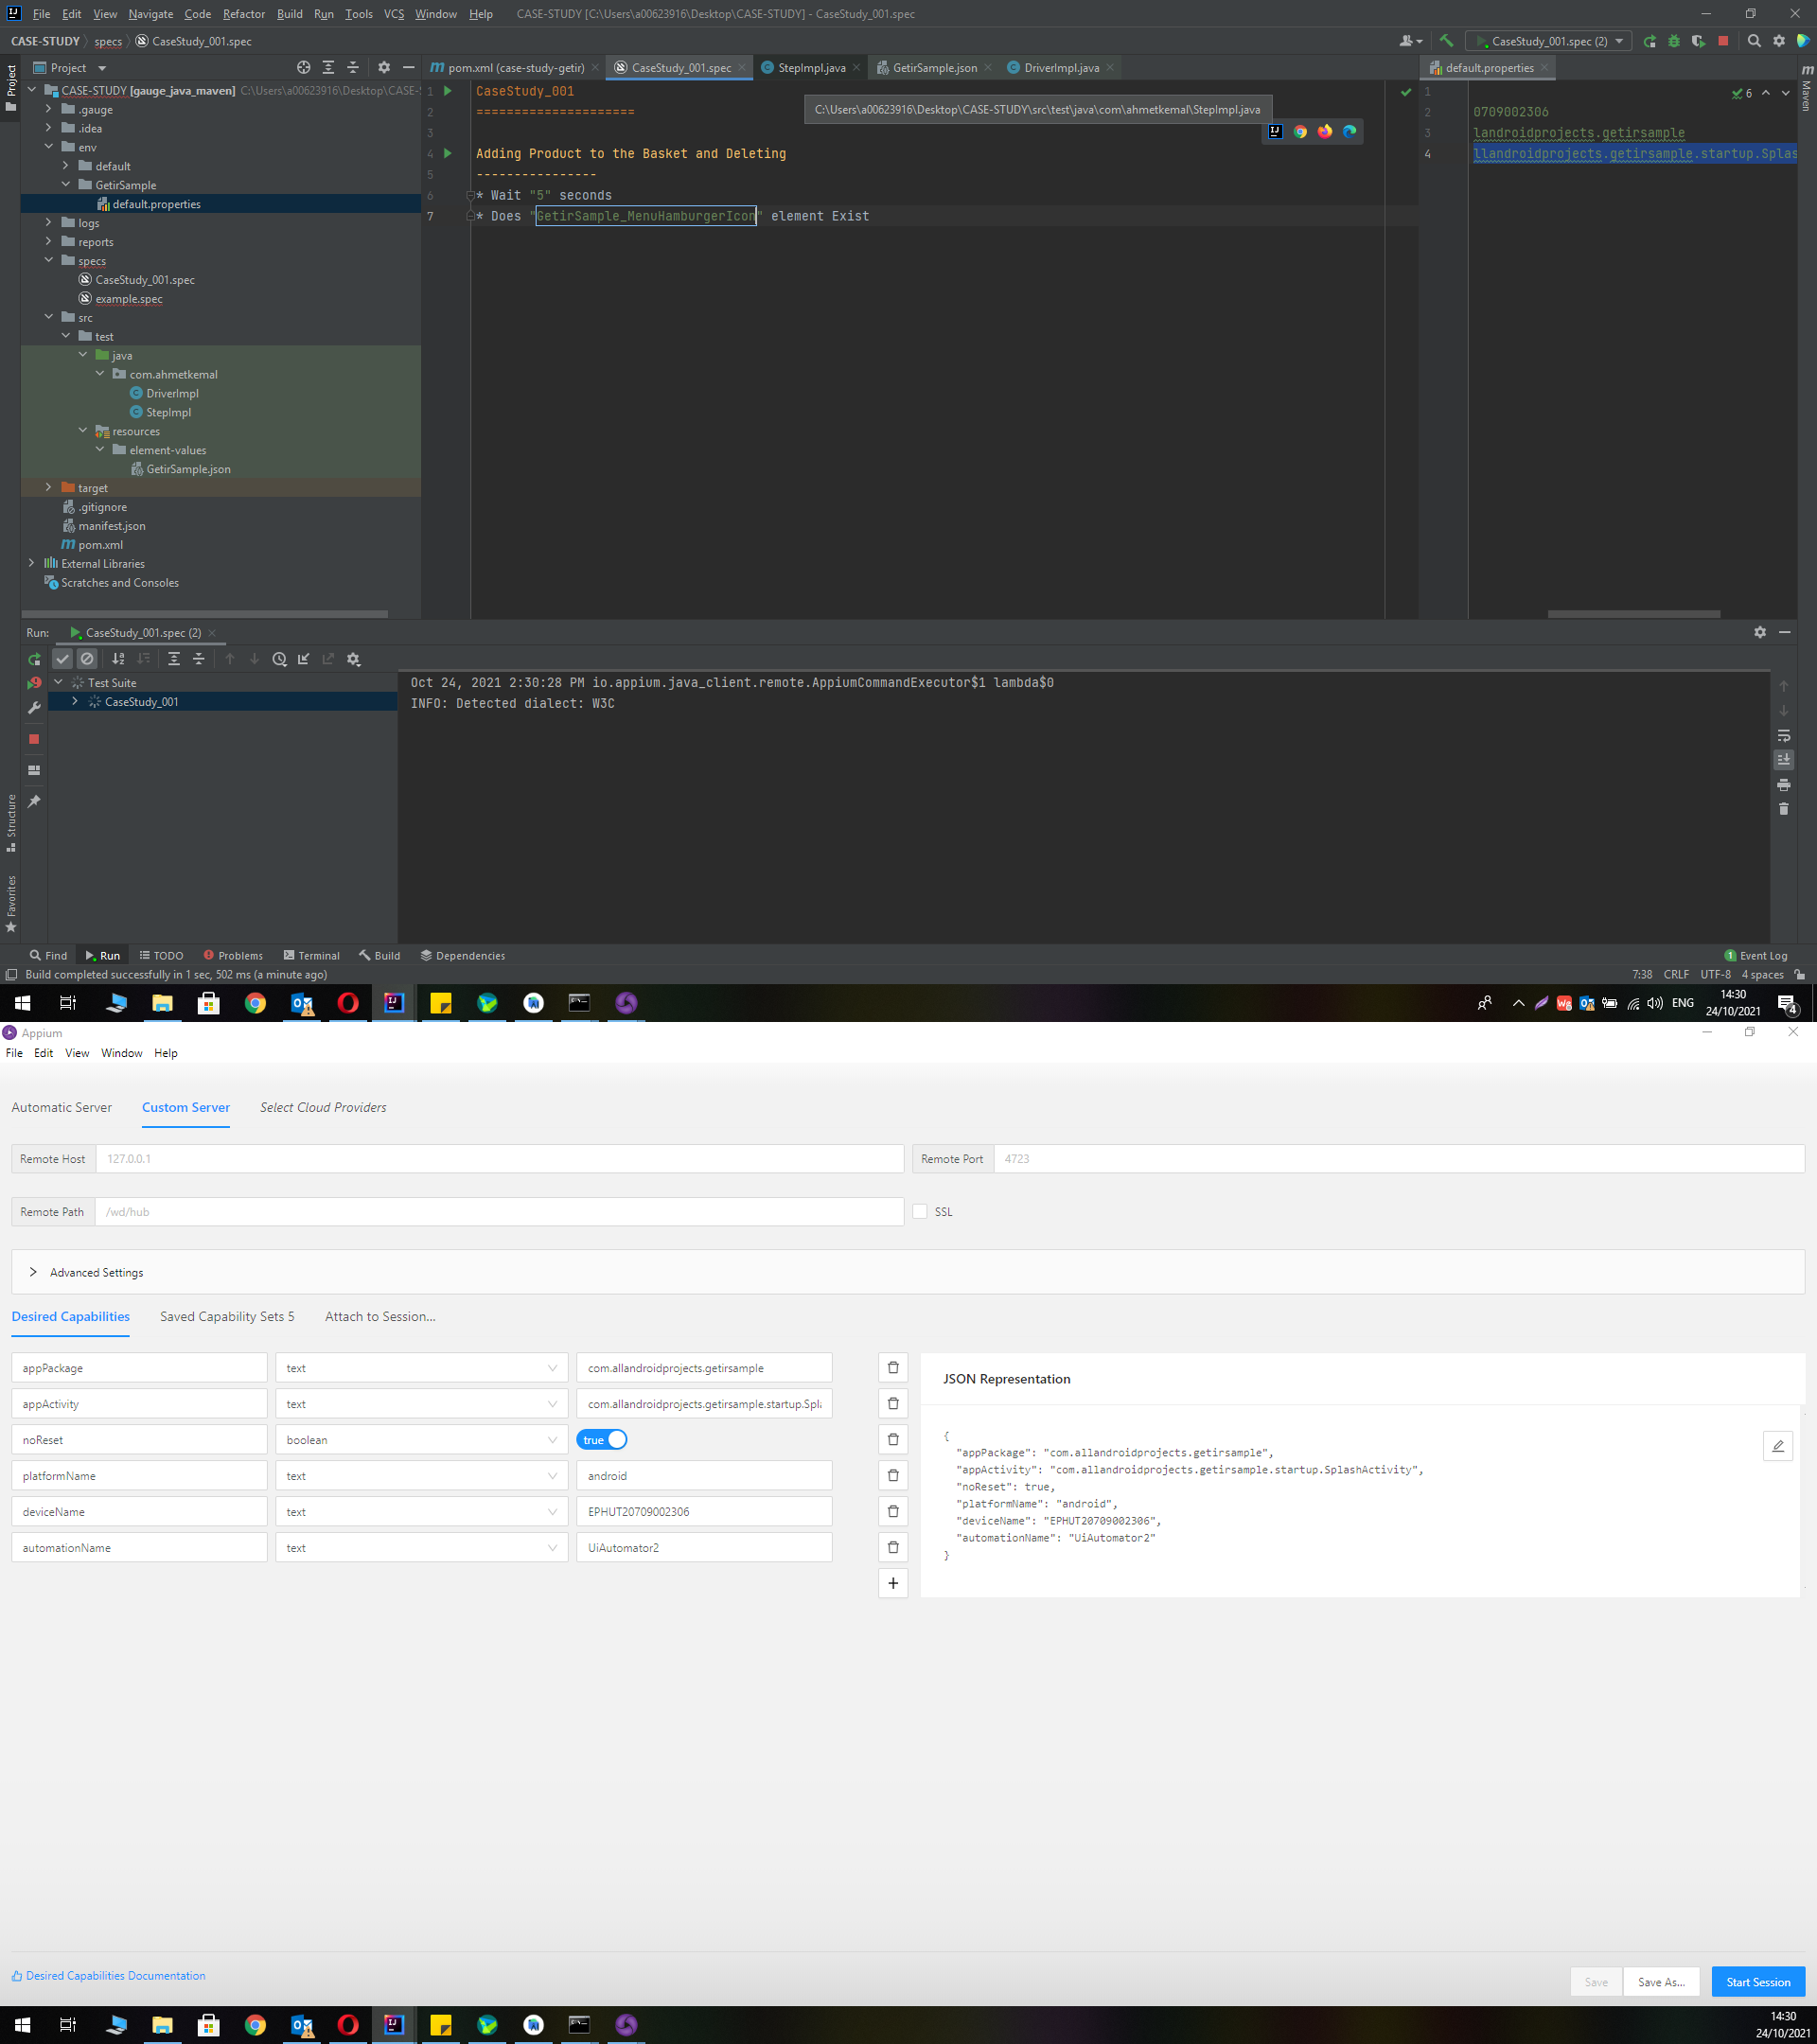 File Edit View Navigate Code Refactor Build Run Tools VCS Window Help CASE-STUDY [C:\Users\a00623916\Desktop\CASE-STUDY] - CaseStudy_001.spec
CASE-STUDY specs CaseStudy_001.spec
CaseStudy_001.spec (2)
Project
pom.xml (case-study-getir)
CaseStudy_001.spec
StepImpl.java
GetirSample.json
DriverImpl.java
default.properties
Project
Maven
CASE-STUDY [gauge_java_maven] C:\Users\a00623916\Desktop\CASE-
.gauge
.idea
env
default
GetirSample
default.properties
logs
reports
specs
CaseStudy_001.spec
example.spec
src
test
java
com.ahmetkemal
DriverImpl
StepImpl
resources
element-values
GetirSample.json
target
.gitignore
manifest.json
pom.xml
External Libraries
Scratches and Consoles
1 CaseStudy_001
2 =====================
3
C:\Users\a00623916\Desktop\CASE-STUDY\src\test\java\com\ahmetkemal\StepImpl.java
4 Adding Product to the Basket and Deleting
5 ----------------
6 * Wait "5" seconds
7 * Does "GetirSample_MenuHamburgerIcon" element Exist
1
6
2 0709002306
3 landroidprojects.getirsample
4 llandroidprojects.getirsample.startup.Splas
Run: CaseStudy_001.spec (2)
Test Suite
CaseStudy_001
Oct 24, 2021 2:30:28 PM io.appium.java_client.remote.AppiumCommandExecutor$1 lambda$0
INFO: Detected dialect: W3C
Structure
Favorites
Find Run TODO Problems Terminal Build Dependencies
1 Event Log
Build completed successfully in 1 sec, 502 ms (a minute ago)
7:38 CRLF UTF-8 4 spaces
ENG
14:30
24/10/2021
4
Appium
File Edit View Window Help
Automatic Server Custom Server Select Cloud Providers
Remote Host 127.0.0.1 Remote Port 4723
Remote Path /wd/hub SSL
Advanced Settings
Desired Capabilities Saved Capability Sets 5 Attach to Session...
appPackage text com.allandroidprojects.getirsample
appActivity text com.allandroidprojects.getirsample.startup.Spla
noReset boolean true
platformName text android
deviceName text EPHUT20709002306
automationName text UiAutomator2
JSON Representation
{
"appPackage": "com.allandroidprojects.getirsample",
"appActivity": "com.allandroidprojects.getirsample.startup.SplashActivity",
"noReset": true,
"platformName": "android",
"deviceName": "EPHUT20709002306",
"automationName": "UiAutomator2"
}
Desired Capabilities Documentation
Save Save As... Start Session
14:30
24/10/2021